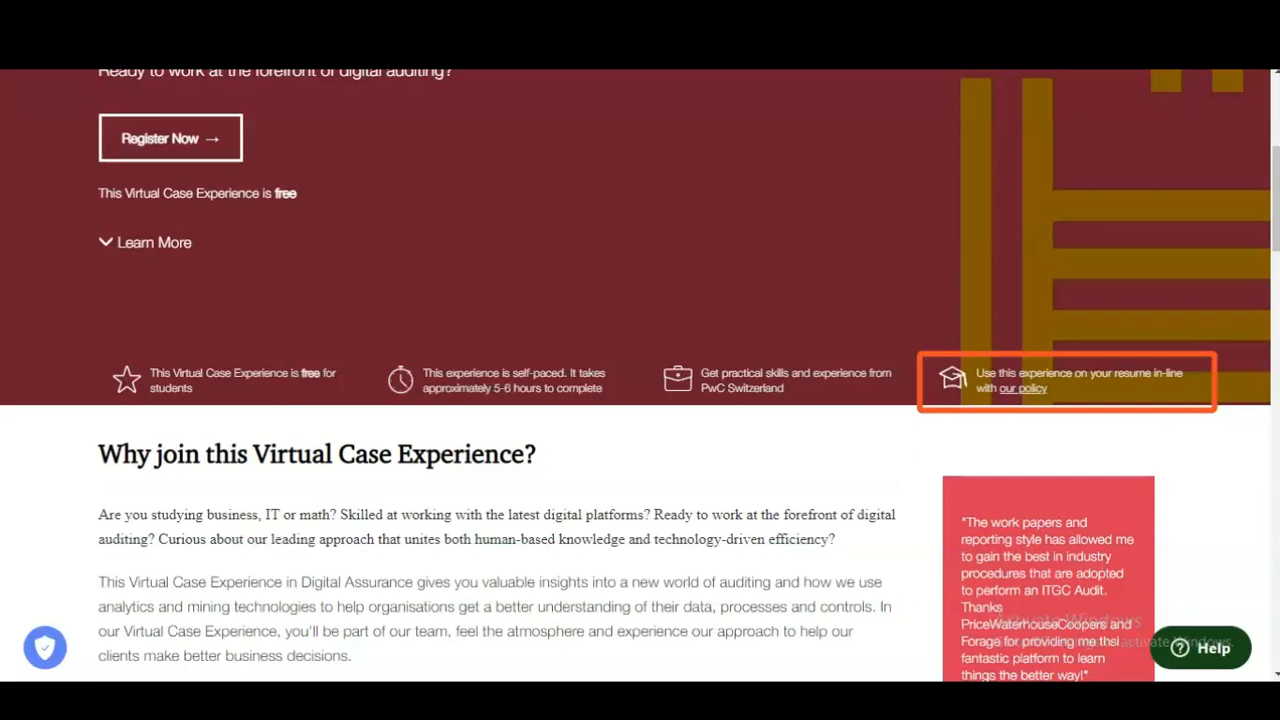 Ready to work at the forefront of digital auditing?
Register Now →
This Virtual Case Experience is free
Learn More
This Virtual Case Experience is free for
students
This experience is self-paced. It takes
approximately 5-6 hours to complete
Get practical skills and experience from
PwC Switzerland
Use this experience on your resume in-line
with our policy
Why join this Virtual Case Experience?
Are you studying business, IT or math? Skilled at working with the latest digital platforms? Ready to work at the forefront of digital
auditing? Curious about our leading approach that unites both human-based knowledge and technology-driven efficiency?
This Virtual Case Experience in Digital Assurance gives you valuable insights into a new world of auditing and how we use
analytics and mining technologies to help organisations get a better understanding of their data, processes and controls. In
our Virtual Case Experience, you'll be part of our team, feel the atmosphere and experience our approach to help our
clients make better business decisions.
"The work papers and
reporting style has allowed me
to gain the best in industry
procedures that are adopted
to perform an ITGC Audit.
Thanks
PriceWaterhouseCoopers and
Forage for providing me thsi
fantastic platform to learn
things the better way!"
Activate Windows
activate Windows.
Help